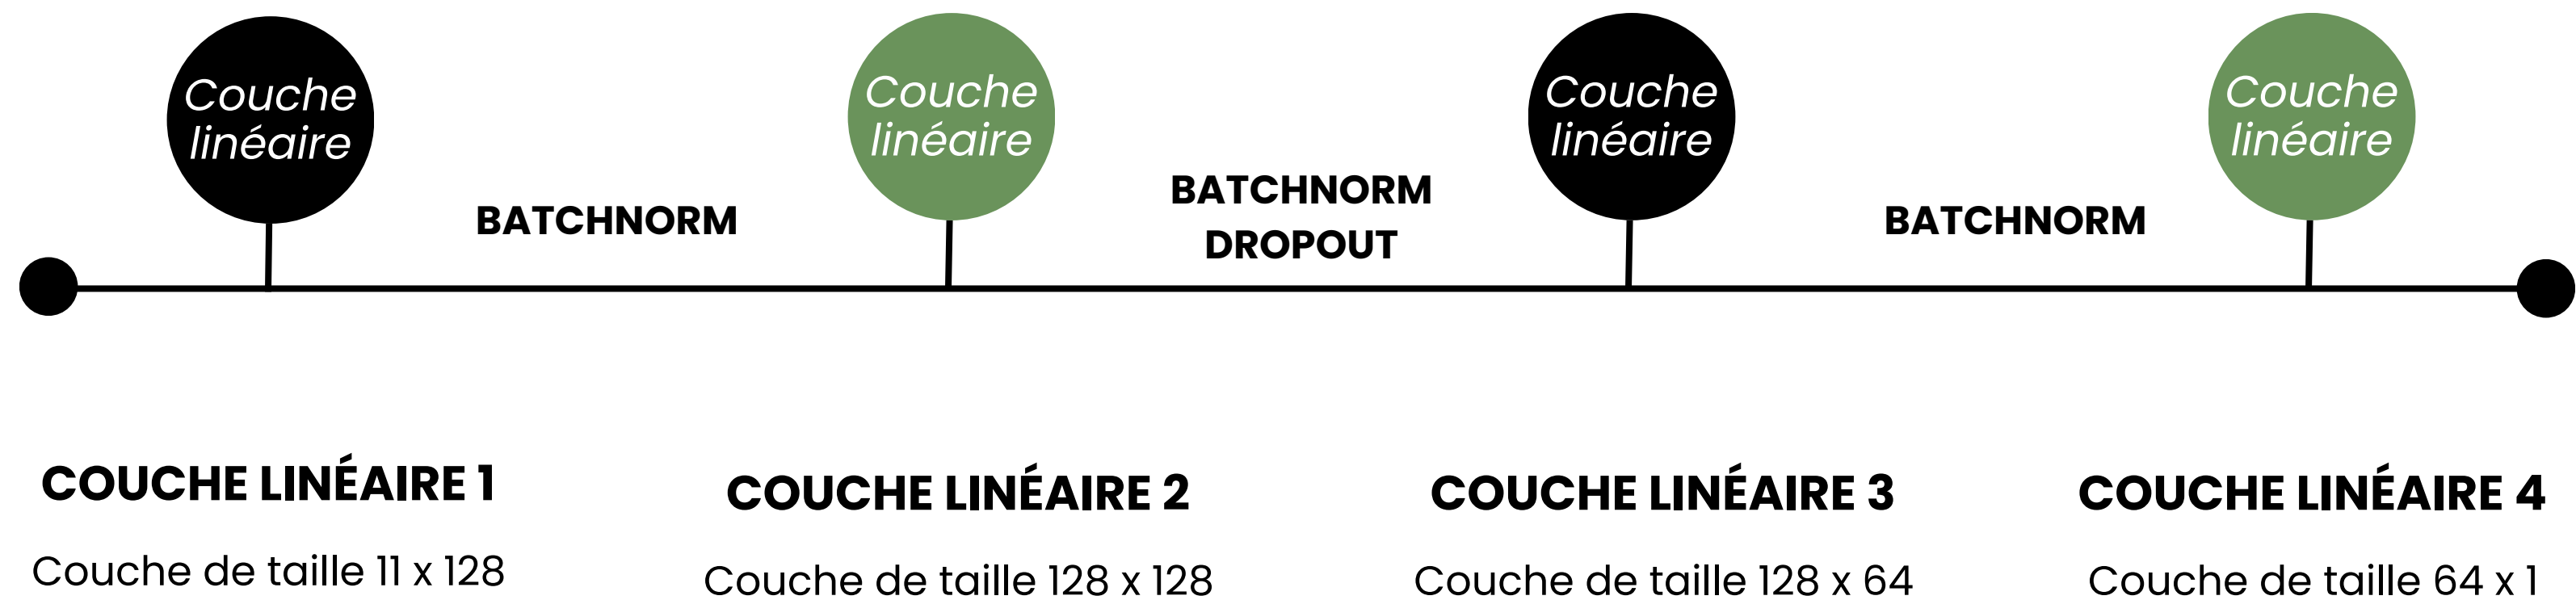 Couche
linéaire
Couche
linéaire
Couche
linéaire
Couche
linéaire
BATCHNORM
BATCHNORM
DROPOUT
BATCHNORM
COUCHE LINÉAIRE 1
Couche de taille 11 x 128
COUCHE LINÉAIRE 2
Couche de taille 128 x 128
COUCHE LINÉAIRE 3
Couche de taille 128 x 64
COUCHE LINÉAIRE 4
Couche de taille 64 x 1